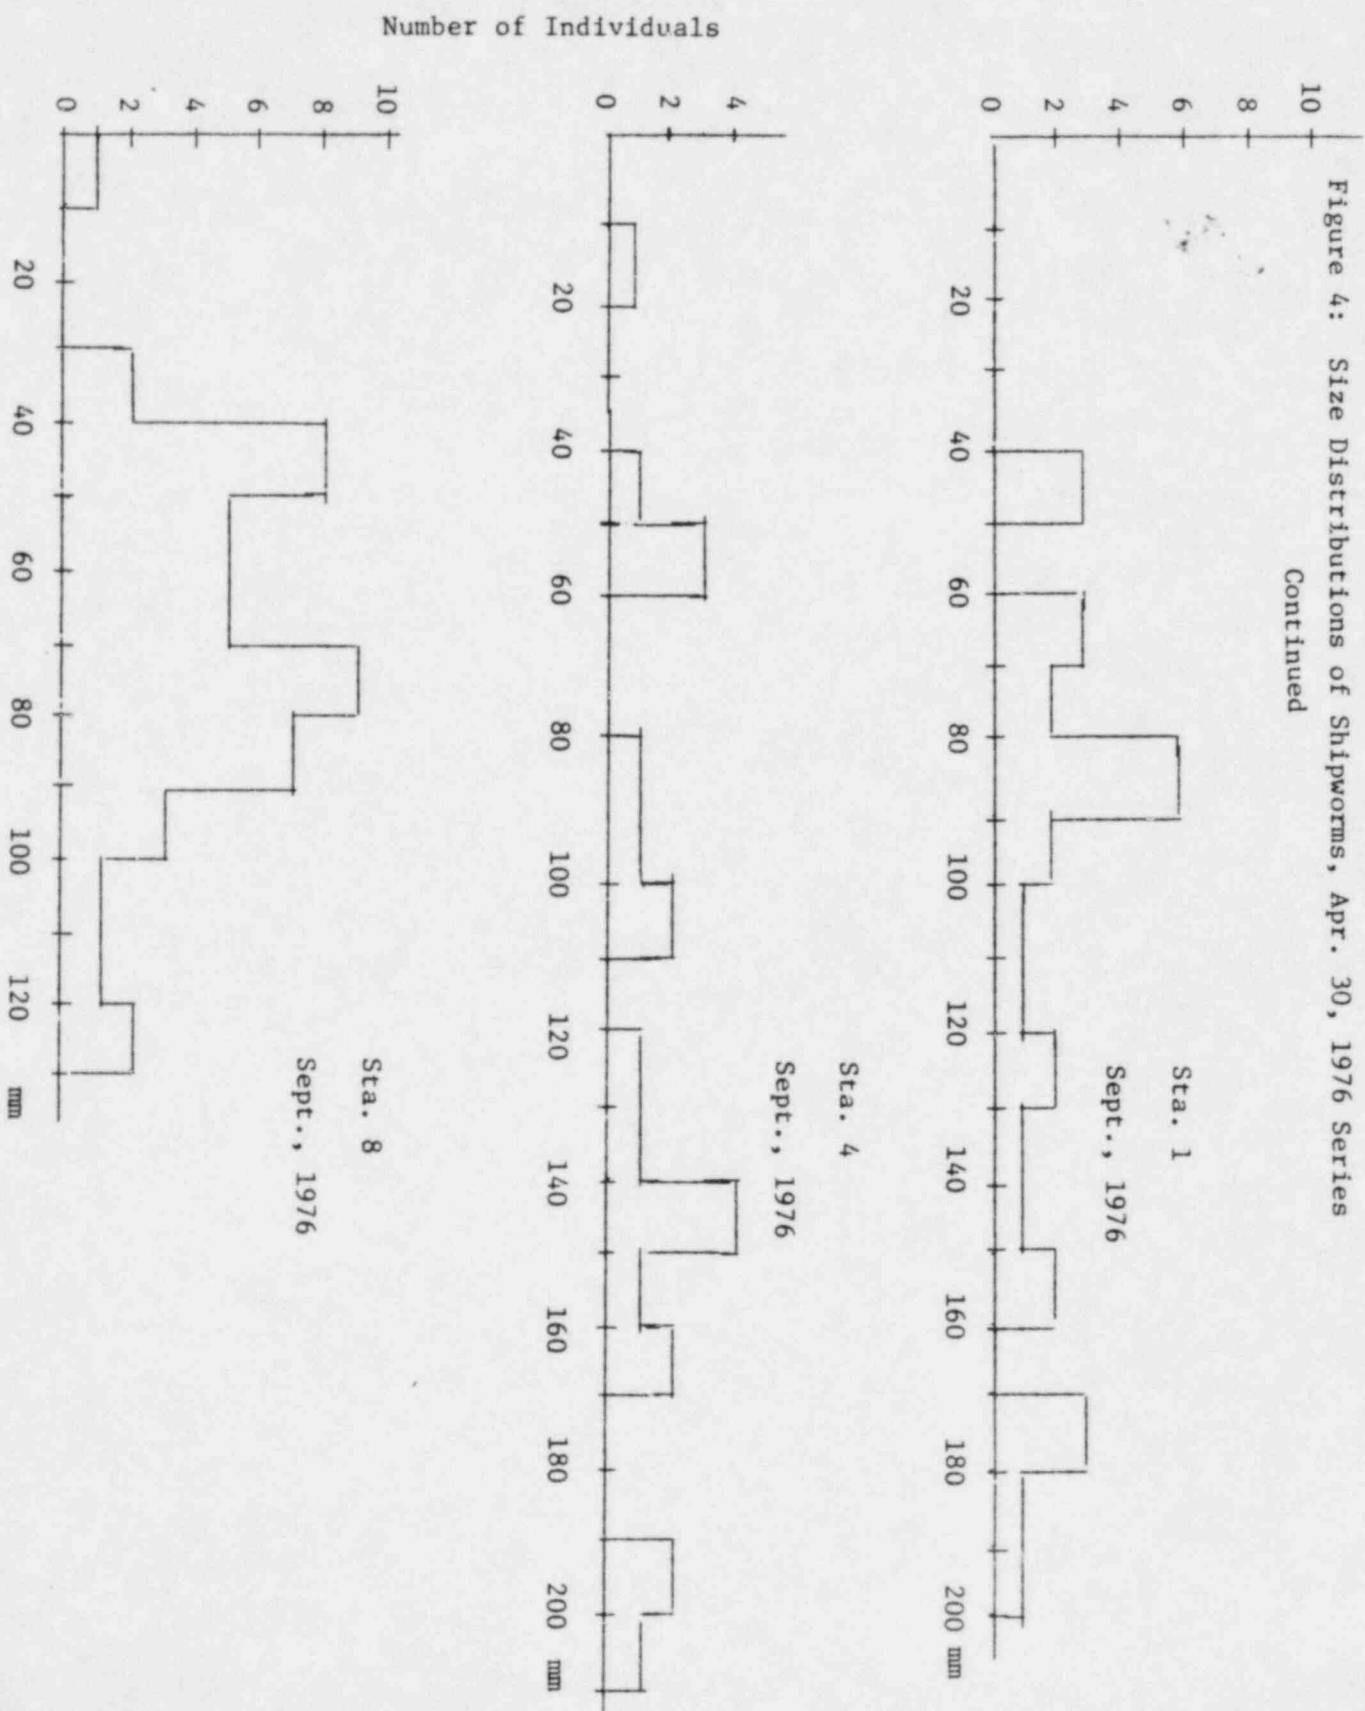 Figure 4: Size Distributions of Shipworms, Apr. 30, 1976 Series
Continued
10
8
6
4
2
0
20 40 60 80 100 120 140 160 180 200 mm
Sta. 1
Sept., 1976
Number of Individuals
4
2
0
20 40 60 80 100 120 140 160 180 200 mm
Sta. 4
Sept., 1976
10
8
6
4
2
0
20 40 60 80 100 120 mm
Sta. 8
Sept., 1976